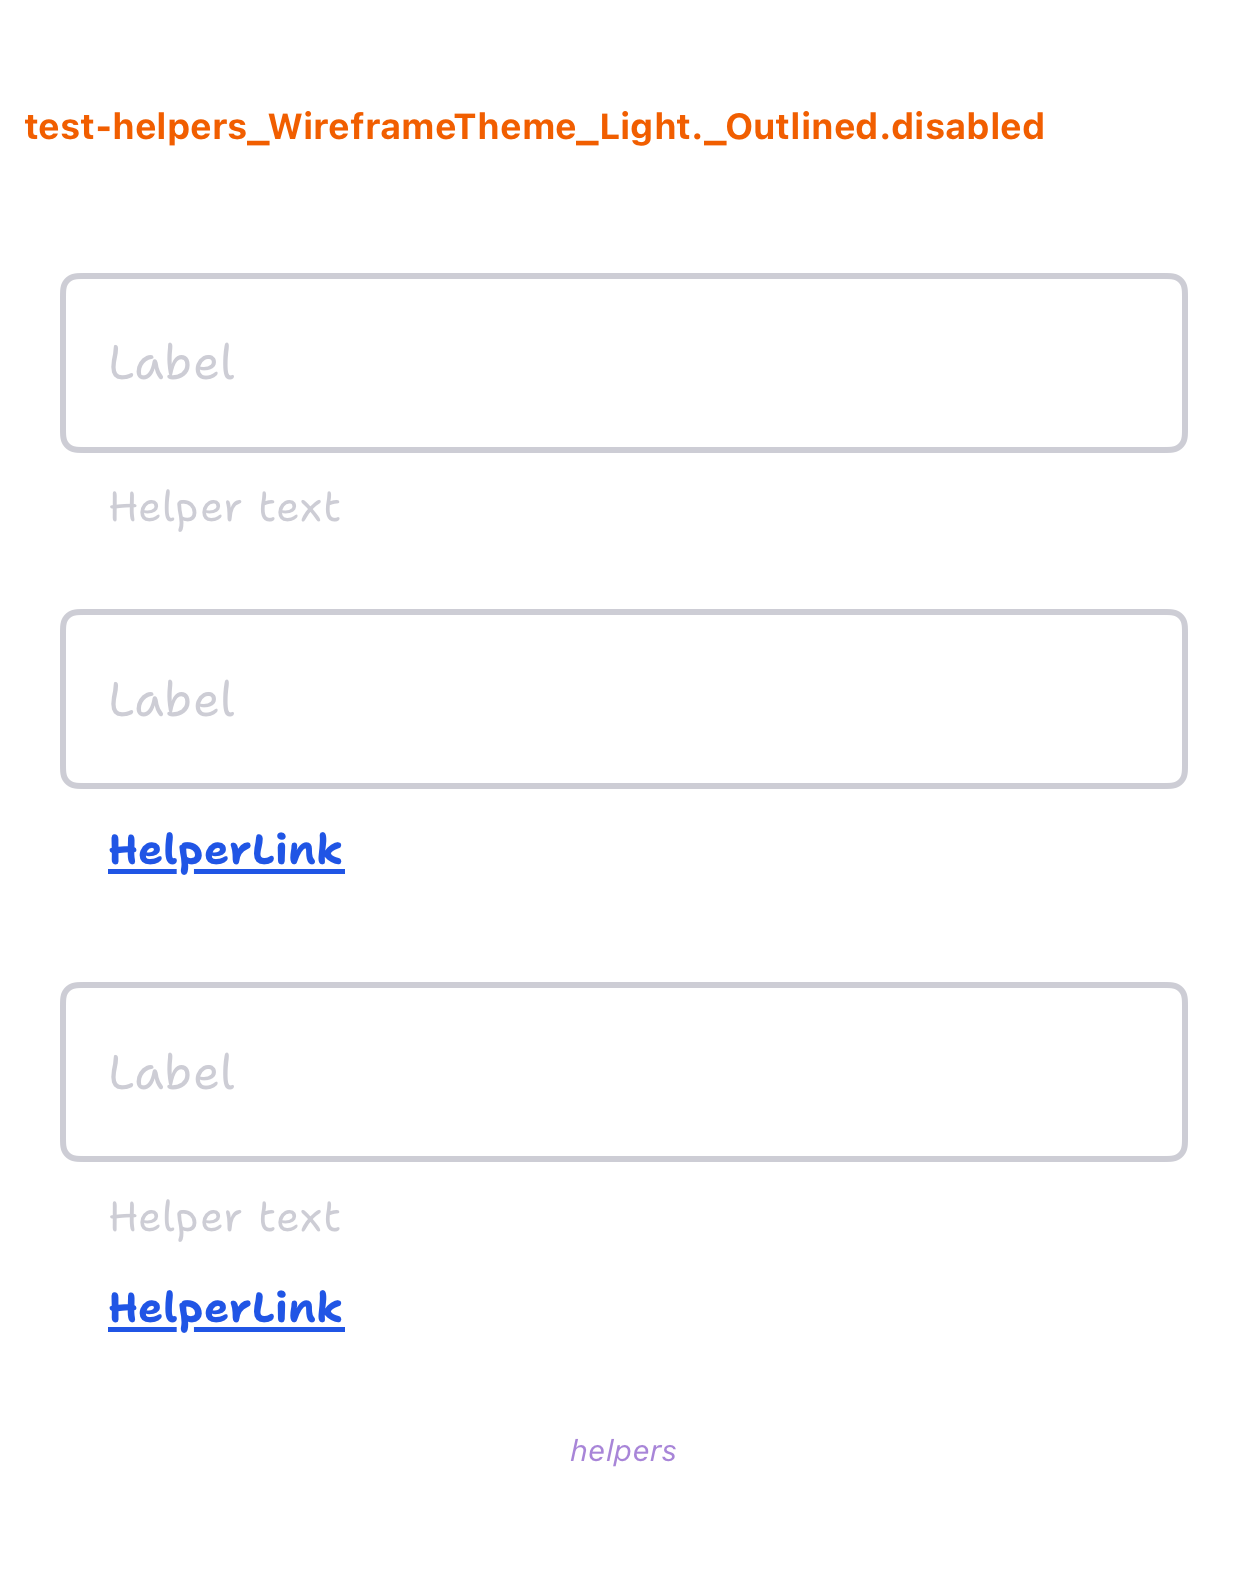 test-helpers_WireframeTheme_Light._Outlined.disabled
Label
Helper text
Label
HelperLink
Label
Helper text
HelperLink
helpers